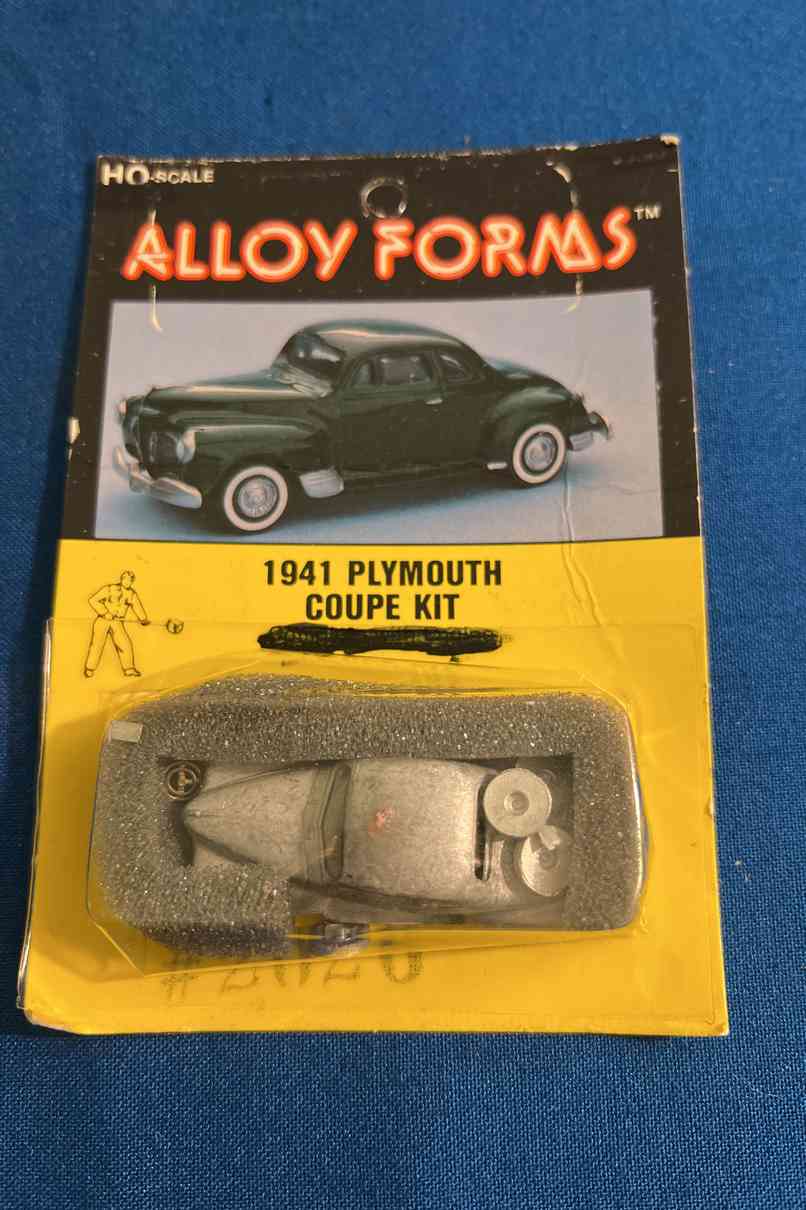 HO-SCALE
ALLOY FORMS™
1941 PLYMOUTH
COUPE KIT